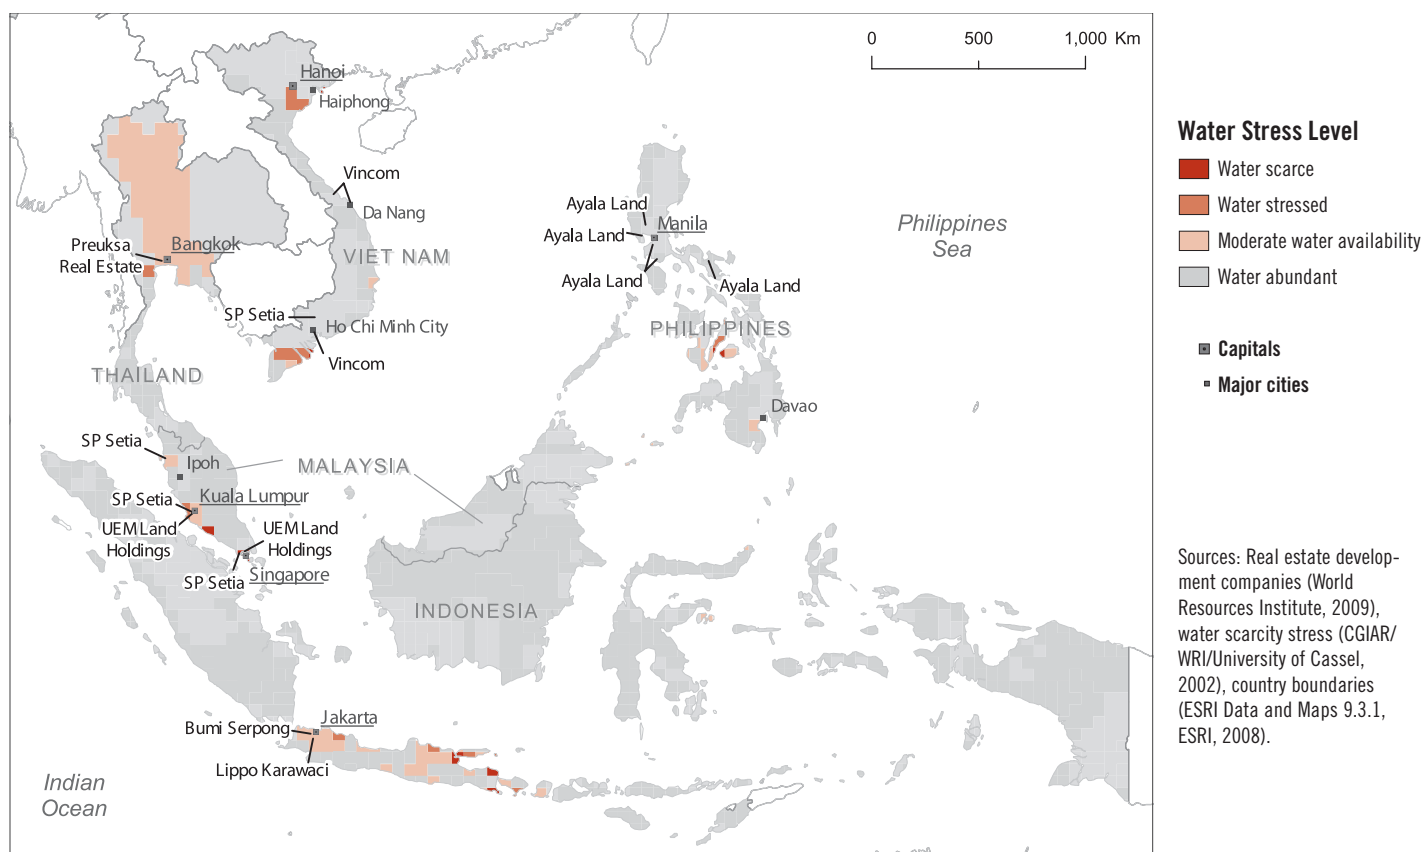 0 500 1,000 Km
Hanoi
Haiphong
Vincom
Da Nang
Preuksa
Real Estate
Bangkok
VIET NAM
SP Setia
Ho Chi Minh City
Vincom
THAILAND
Ayala Land
Manila
Ayala Land
Ayala Land
Ayala Land
PHILIPPINES
Davao
Philippines
Sea
SP Setia
Ipoh
MALAYSIA
SP Setia
Kuala Lumpur
UEM Land
Holdings
UEM Land
Holdings
SP Setia
Singapore
INDONESIA
Bumi Serpong
Jakarta
Lippo Karawaci
Indian
Ocean
Water Stress Level
Water scarce
Water stressed
Moderate water availability
Water abundant
Capitals
Major cities
Sources: Real estate develop-
ment companies (World
Resources Institute, 2009),
water scarcity stress (CGIAR/
WRI/University of Cassel,
2002), country boundaries
(ESRI Data and Maps 9.3.1,
ESRI, 2008).